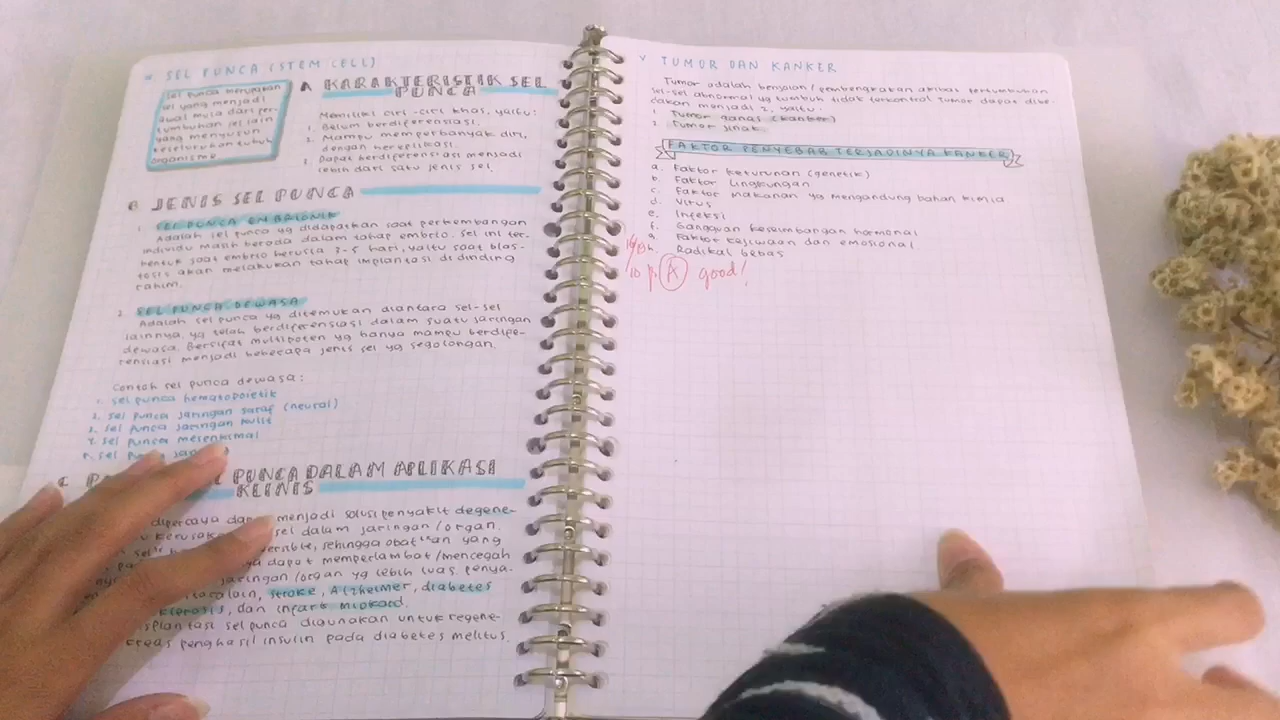 SEL PUNCA (STEM CELL)
Sel punca merupakan
sel yang menjadi
awal mula dari per-
tumbuhan sel lain
yang menyusun
keseluruhan tubuh
organisme
A KARAKTERISTIK SEL
PUNCA
Memiliki ciri-ciri khas, yaitu:
1. Belum berdiferensiasi.
2. Mampu memperbanyak diri,
dengan bereplikasi.
3. Dapat berdiferensiasi menjadi
lebih dari satu jenis sel.
B JENIS SEL PUNCA
1. SEL PUNCA EMBRIONIK
Adalah sel punca yg didapatkan saat perkembangan
individu masih berada dalam tahap embrio. Sel ini ter-
bentuk saat embrio berusia 3-5 hari, yaitu saat blas-
tosis akan melakukan tahap implantasi di dinding
rahim.
2. SEL PUNCA DEWASA
Adalah sel punca yg ditemukan diantara sel-sel
lainnya, yg telah berdiferensiasi dalam suatu jaringan
dewasa. Bersifat multipoten yg hanya mampu berdife-
rensiasi menjadi beberapa jenis sel yg segolongan.
Contoh sel punca dewasa:
1. sel punca hematopoietik
2. sel punca jaringan saraf (neural)
3. sel punca jaringan kulit
4. sel punca mesenkimal
C PUNCA DALAM APLIKASI
KLINIS
dipercaya menjadi solusi penyakit degene-
sel dalam jaringan/organ.
sehingga obat²an yang
dapat memperlambat/mencegah
jaringan/organ yg lebih luas. Penya-
stroke, Alzheimer, diabetes
dan infark miokard.
sel punca digunakan untuk regene-
penghasil insulin pada diabetes melitus.
TUMOR DAN KANKER
Tumor adalah benjolan/pembengkakan akibat pertumbuhan
sel-sel abnormal yg tumbuh tidak terkontrol Tumor dapat dibe-
dakan menjadi 2, yaitu:
1. Tumor ganas (kanker)
2. Tumor jinak.
FAKTOR PENYEBAB TERJADINYA KANKER
a. Faktor keturunan (genetik)
b. Faktor lingkungan
c. Faktor makanan yg mengandung bahan kimia
d. Virus
e. Infeksi
f. Gangguan keseimbangan hormonal
g. Faktor kejiwaan dan emosional
h. Radikal bebas
A good!